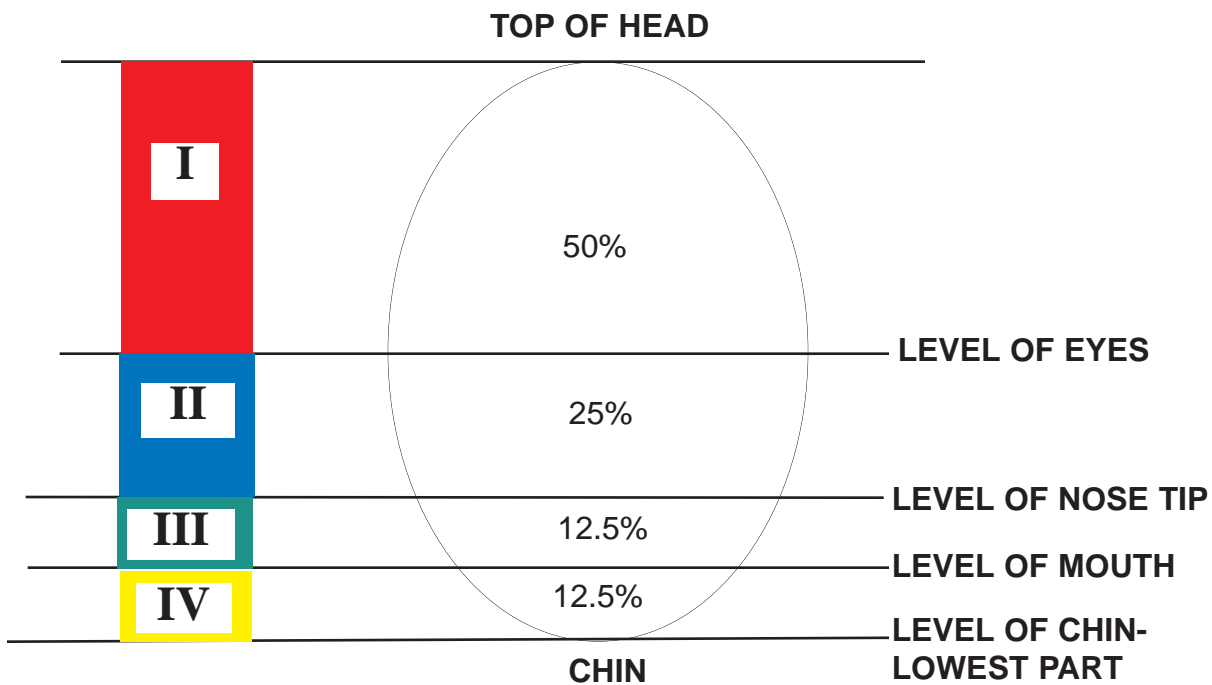 TOP OF HEAD
I
50%
LEVEL OF EYES
II
25%
LEVEL OF NOSE TIP
III
12.5%
LEVEL OF MOUTH
IV
12.5%
LEVEL OF CHIN-
LOWEST PART
CHIN